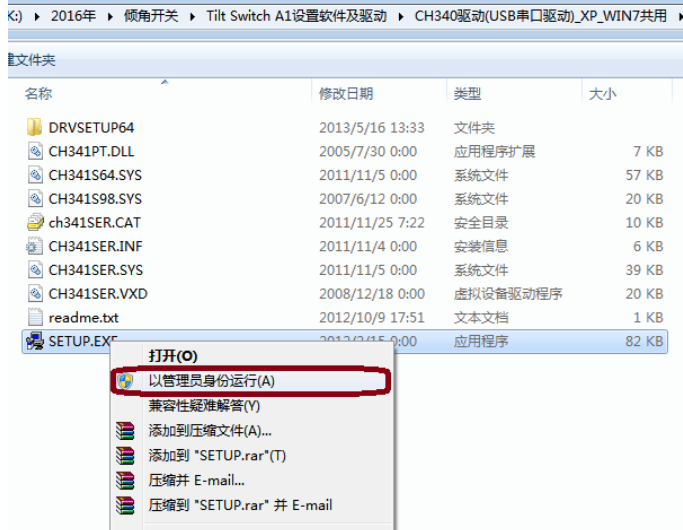 K:) ▸ 2016年 ▸ 倾角开关 ▸ Tilt Switch A1设置软件及驱动 ▸ CH340驱动(USB串口驱动)_XP_WIN7共用 ▸
建文件夹
名称 修改日期 类型 大小
DRVSETUP64 2013/5/16 13:33 文件夹
CH341PT.DLL 2005/7/30 0:00 应用程序扩展 7 KB
CH341S64.SYS 2011/11/5 0:00 系统文件 57 KB
CH341S98.SYS 2007/6/12 0:00 系统文件 20 KB
ch341SER.CAT 2011/11/25 7:22 安全目录 10 KB
CH341SER.INF 2011/11/4 0:00 安装信息 6 KB
CH341SER.SYS 2011/11/5 0:00 系统文件 39 KB
CH341SER.VXD 2008/12/18 0:00 虚拟设备驱动程序 20 KB
readme.txt 2012/10/9 17:51 文本文档 1 KB
SETUP.EXE 0:00 应用程序 82 KB
打开(O)
以管理员身份运行(A)
兼容性疑难解答(Y)
添加到压缩文件(A)...
添加到 "SETUP.rar"(T)
压缩并 E-mail...
压缩到 "SETUP.rar" 并 E-mail